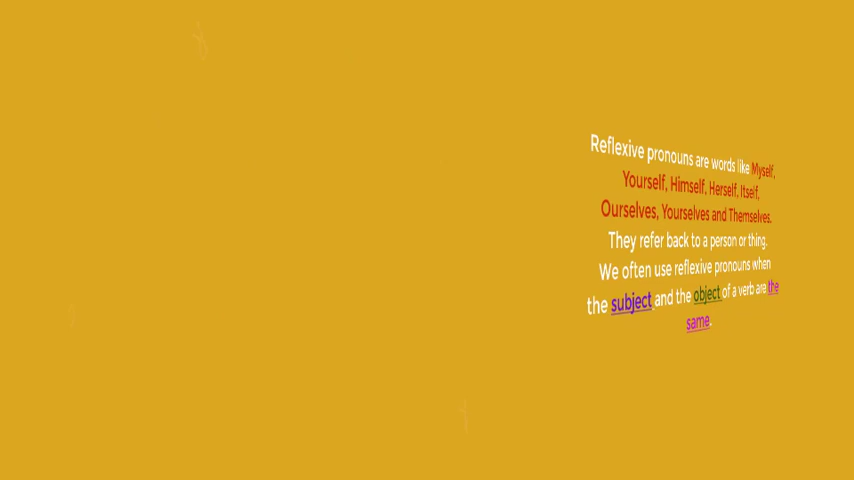 Reflexive pronouns are words like Myself,
Yourself, Himself, Herself, Itself,
Ourselves, Yourselves and Themselves.
They refer back to a person or thing.
We often use reflexive pronouns when
the subject and the object of a verb are the
same.